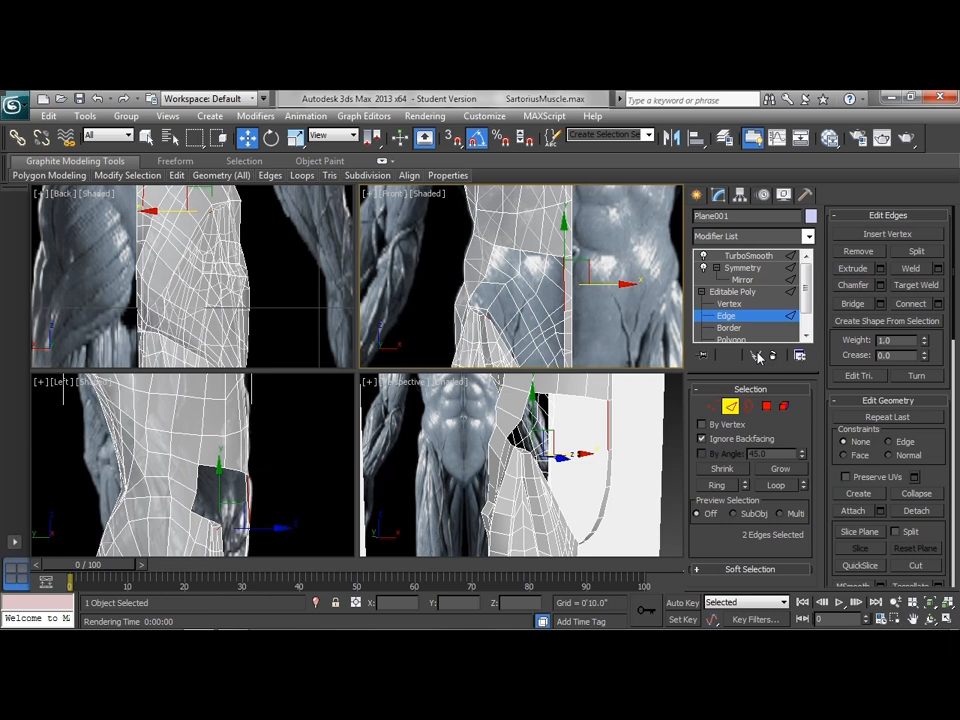 Workspace: Default
Autodesk 3ds Max 2013 x64 - Student Version
SartoriusMuscle.max
Type a keyword or phrase
Edit Tools Group Views Create Modifiers Animation Graph Editors Rendering Customize MAXScript Help
All View Create Selection Se
Graphite Modeling Tools Freeform Selection Object Paint
Polygon Modeling Modify Selection Edit Geometry (All) Edges Loops Tris Subdivision Align Properties
[+] [Back] [Shaded]
[+] [Front] [Shaded]
[+] [Left]
Plane001
Modifier List
TurboSmooth
Symmetry
Mirror
Editable Poly
Vertex
Edge
Border
Polygon
Selection
By Vertex
Ignore Backfacing
By Angle: 45.0
Shrink Grow
Ring Loop
Preview Selection
Off SubObj Multi
2 Edges Selected
Soft Selection
Edit Edges
Insert Vertex
Remove Split
Extrude Weld
Chamfer Target Weld
Bridge Connect
Create Shape From Selection
Weight: 1.0
Crease: 0.0
Edit Tri. Turn
Edit Geometry
Repeat Last
Constraints
None Edge
Face Normal
Preserve UVs
Create Collapse
Attach Detach
Slice Plane Split
Slice Reset Plane
QuickSlice Cut
MSmooth Tessellate
0 / 100
0 10 20 30 40 50 60 70 80 90 100
1 Object Selected X: Y: Z: Grid = 0'10.0" Auto Key Selected
Welcome to M
Rendering Time 0:00:00 Add Time Tag Set Key Key Filters... 0